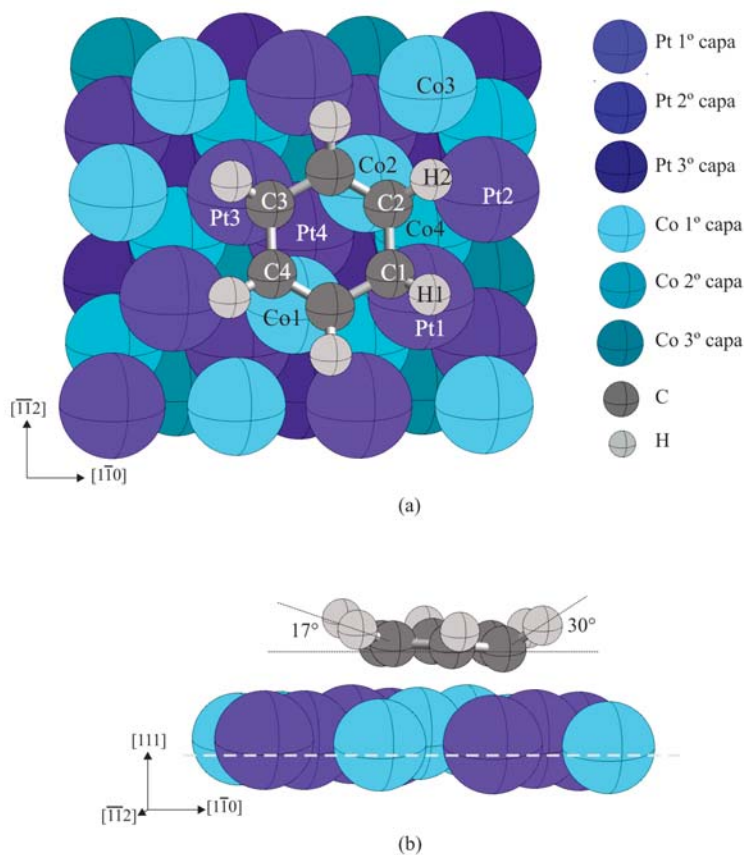 Pt 1º capa
Pt 2º capa
Pt 3º capa
Co 1º capa
Co 2º capa
Co 3º capa
C
H
Co3
Co2
H2
C3
C2
Pt2
Pt3
Pt4
Co4
C4
C1
H1
Co1
Pt1
[1̅1̅2]
[11̅0]
(a)
17°
30°
[111]
[1̅1̅2]
[11̅0]
(b)